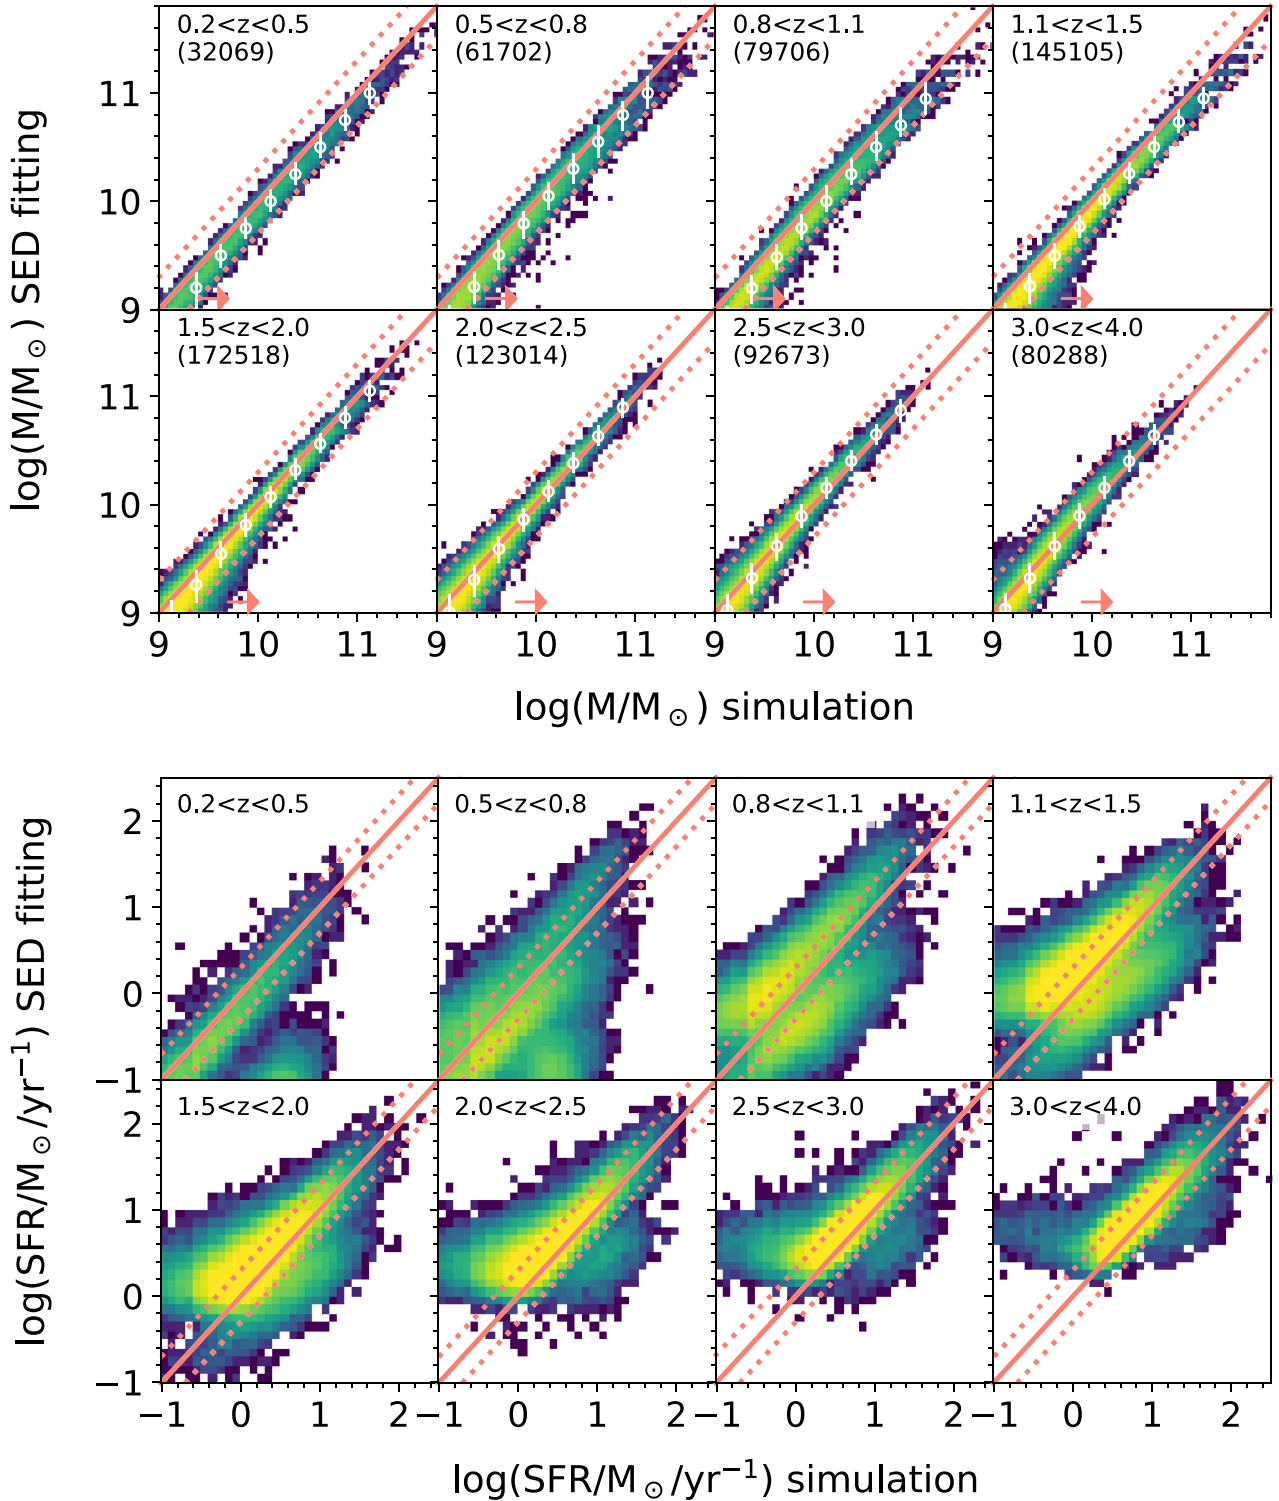 0.2<z<0.5 0.5<z<0.8 0.8<z<1.1 1.1<z<1.5
(32069) (61702) (79706) (145105)
11
10
9
1.5<z<2.0 2.0<z<2.5 2.5<z<3.0 3.0<z<4.0
(172518) (123014) (92673) (80288)
11
10
9
log(M/M☉) SED fitting
9 10 11 9 10 11 9 10 11 9 10 11
log(M/M☉) simulation
0.2<z<0.5 0.5<z<0.8 0.8<z<1.1 1.1<z<1.5
2
1
0
−1
1.5<z<2.0 2.0<z<2.5 2.5<z<3.0 3.0<z<4.0
2
1
0
−1
log(SFR/M☉/yr⁻¹) SED fitting
−1 0 1 2 −1 0 1 2 −1 0 1 2 −1 0 1 2
log(SFR/M☉/yr⁻¹) simulation